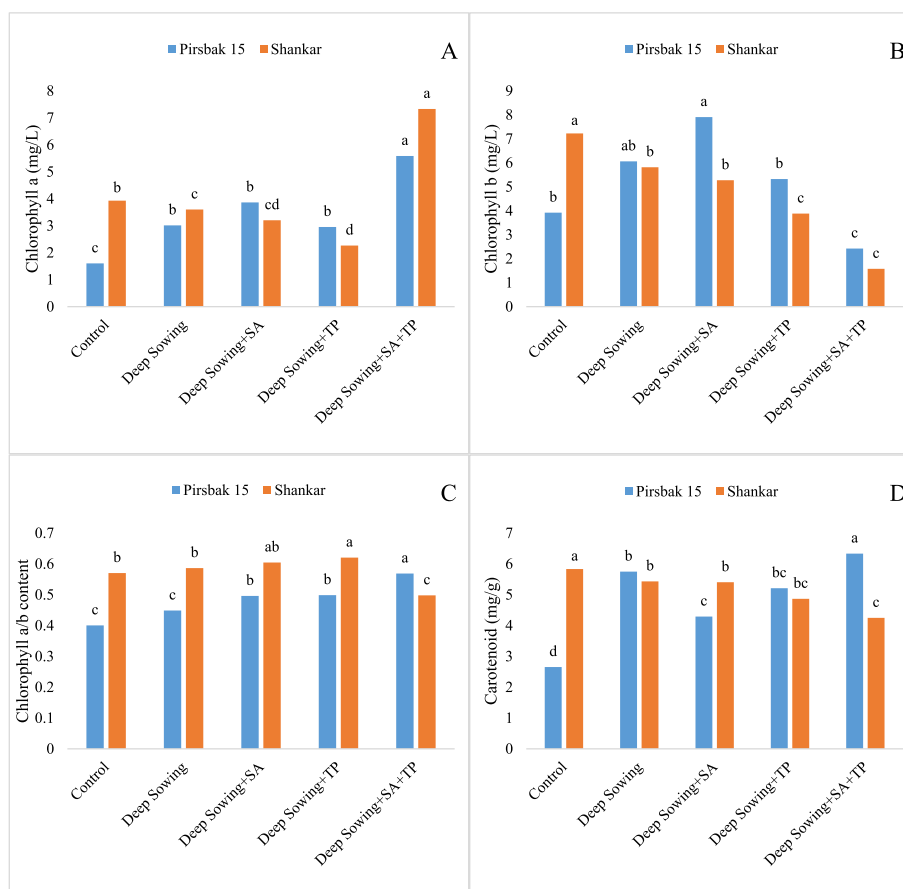 Pirsbak 15 Shankar
A
Chlorophyll a (mg/L)
8
7
6
5
4
3
2
1
0
c b b c b cd b d a a
Control
Deep Sowing
Deep Sowing+SA
Deep Sowing+TP
Deep Sowing+SA+TP
Pirsbak 15 Shankar
B
Chlorophyll b (mg/L)
9
8
7
6
5
4
3
2
1
0
b a ab b a b b c c c
Control
Deep Sowing
Deep Sowing+SA
Deep Sowing+TP
Deep Sowing+SA+TP
Pirsbak 15 Shankar
C
Chlorophyll a/b content
0.7
0.6
0.5
0.4
0.3
0.2
0.1
0
c b c b b ab b a a c
Control
Deep Sowing
Deep Sowing+SA
Deep Sowing+TP
Deep Sowing+SA+TP
Pirsbak 15 Shankar
D
Carotenoid (mg/g)
7
6
5
4
3
2
1
0
d a b b c b bc bc a c
Control
Deep Sowing
Deep Sowing+SA
Deep Sowing+TP
Deep Sowing+SA+TP